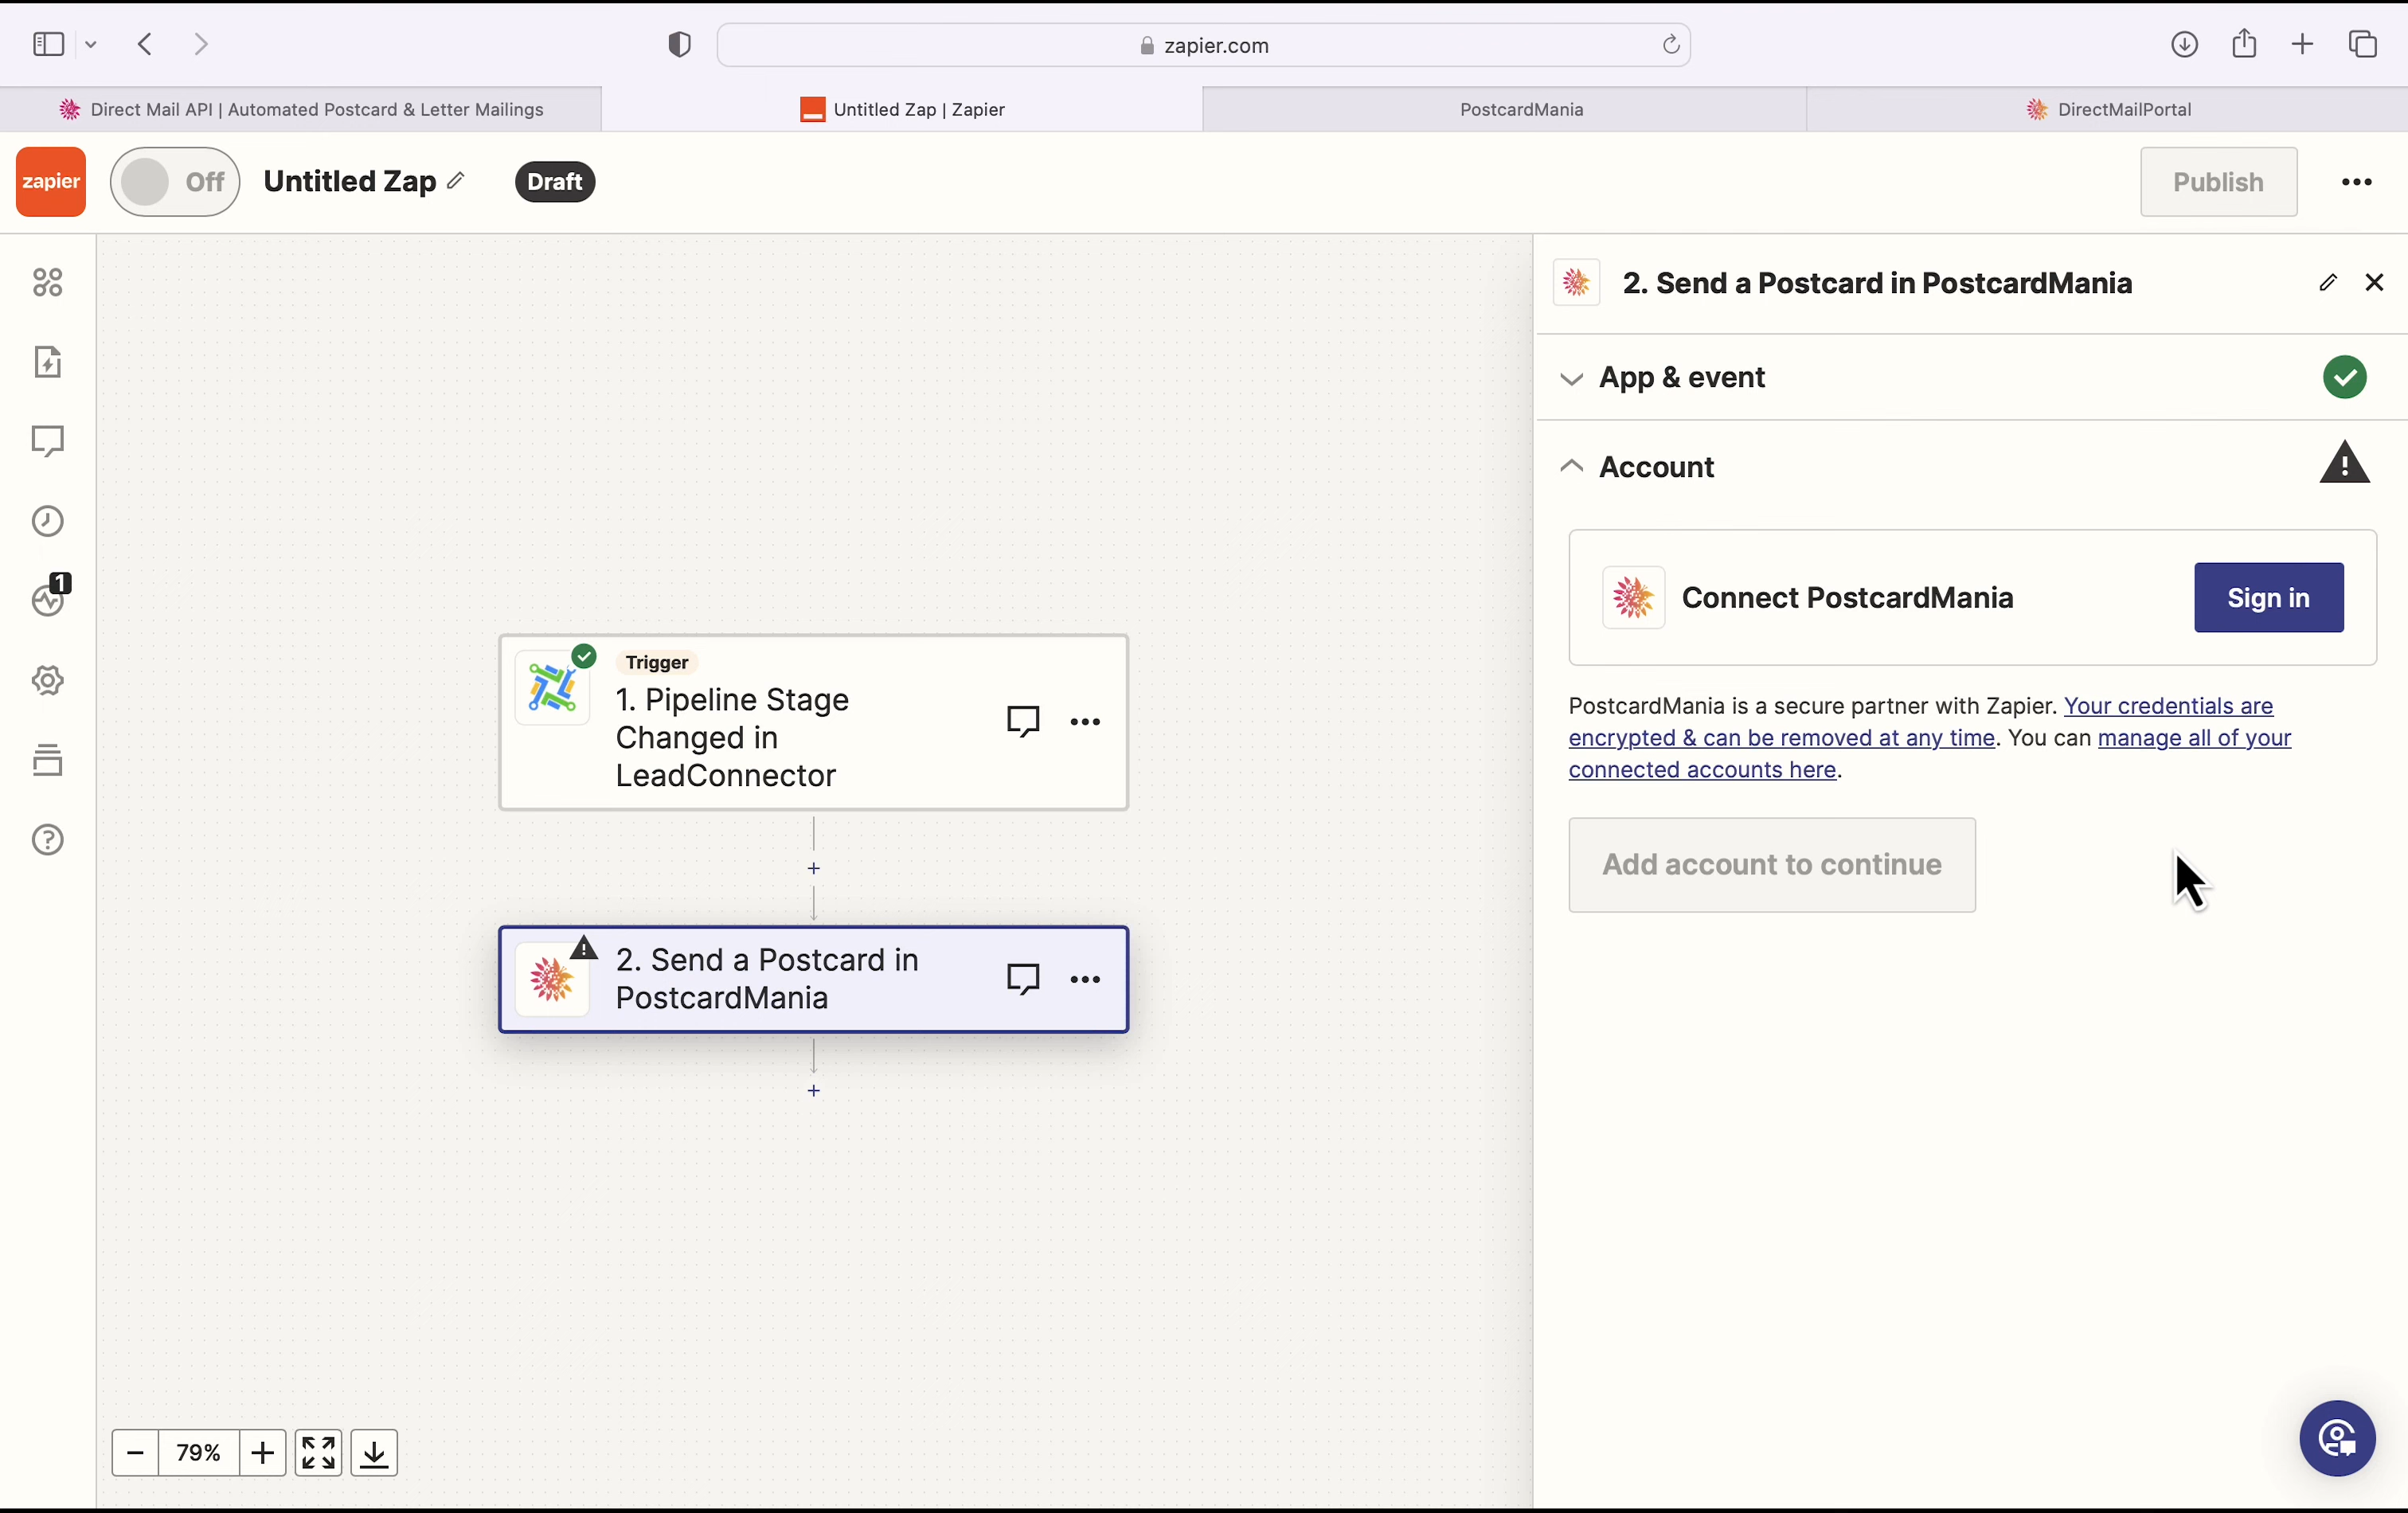 zapier.com
Direct Mail API | Automated Postcard & Letter Mailings
Untitled Zap | Zapier
PostcardMania
DirectMailPortal
zapier
Off
Untitled Zap
Draft
Publish
1
2. Send a Postcard in PostcardMania
App & event
Account
Connect PostcardMania
Sign in
PostcardMania is a secure partner with Zapier. Your credentials are
encrypted & can be removed at any time. You can manage all of your
connected accounts here.
Add account to continue
Trigger
1. Pipeline Stage
Changed in
LeadConnector
2. Send a Postcard in
PostcardMania
79%